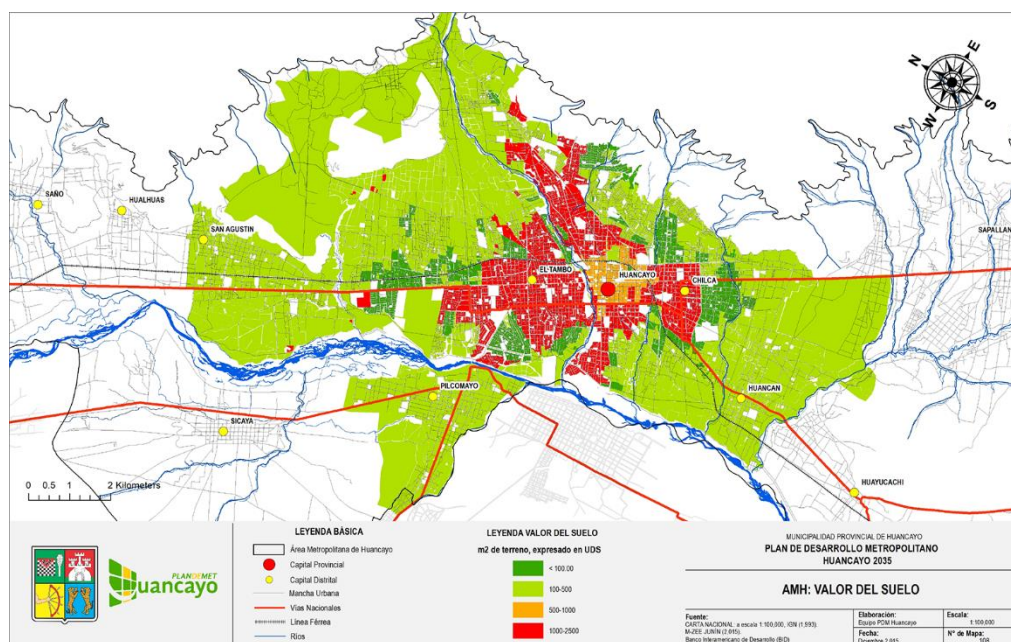 N
E
W
S
SAÑO
HUALHUAS
SAN AGUSTIN
EL TAMBO
HUANCAYO
CHILCA
SAPALLAN
PILCOMAYO
SICAYA
HUANCAN
HUAYUCACHI
0 0.5 1 2 Kilometers
PLANDEMET
Huancayo
LEYENDA BÁSICA
Área Metropolitana de Huancayo
Capital Provincial
Capital Distrital
Mancha Urbana
Vías Nacionales
Línea Férrea
Ríos
LEYENDA VALOR DEL SUELO
m2 de terreno, expresado en UDS
< 100.00
100-500
500-1000
1000-2500
MUNICIPALIDAD PROVINCIAL DE HUANCAYO
PLAN DE DESARROLLO METROPOLITANO
HUANCAYO 2035
AMH: VALOR DEL SUELO
Fuente:
CARTA NACIONAL: a escala 1:100,000, IGN (1,993)
M-ZEE JUNÍN (2,015).
Banco Interamericano de Desarrollo (BID)
Elaboración:
Equipo PDM Huancayo
Escala:
1:100,000
Fecha:
Diciembre 2,015
N° de Mapa:
108